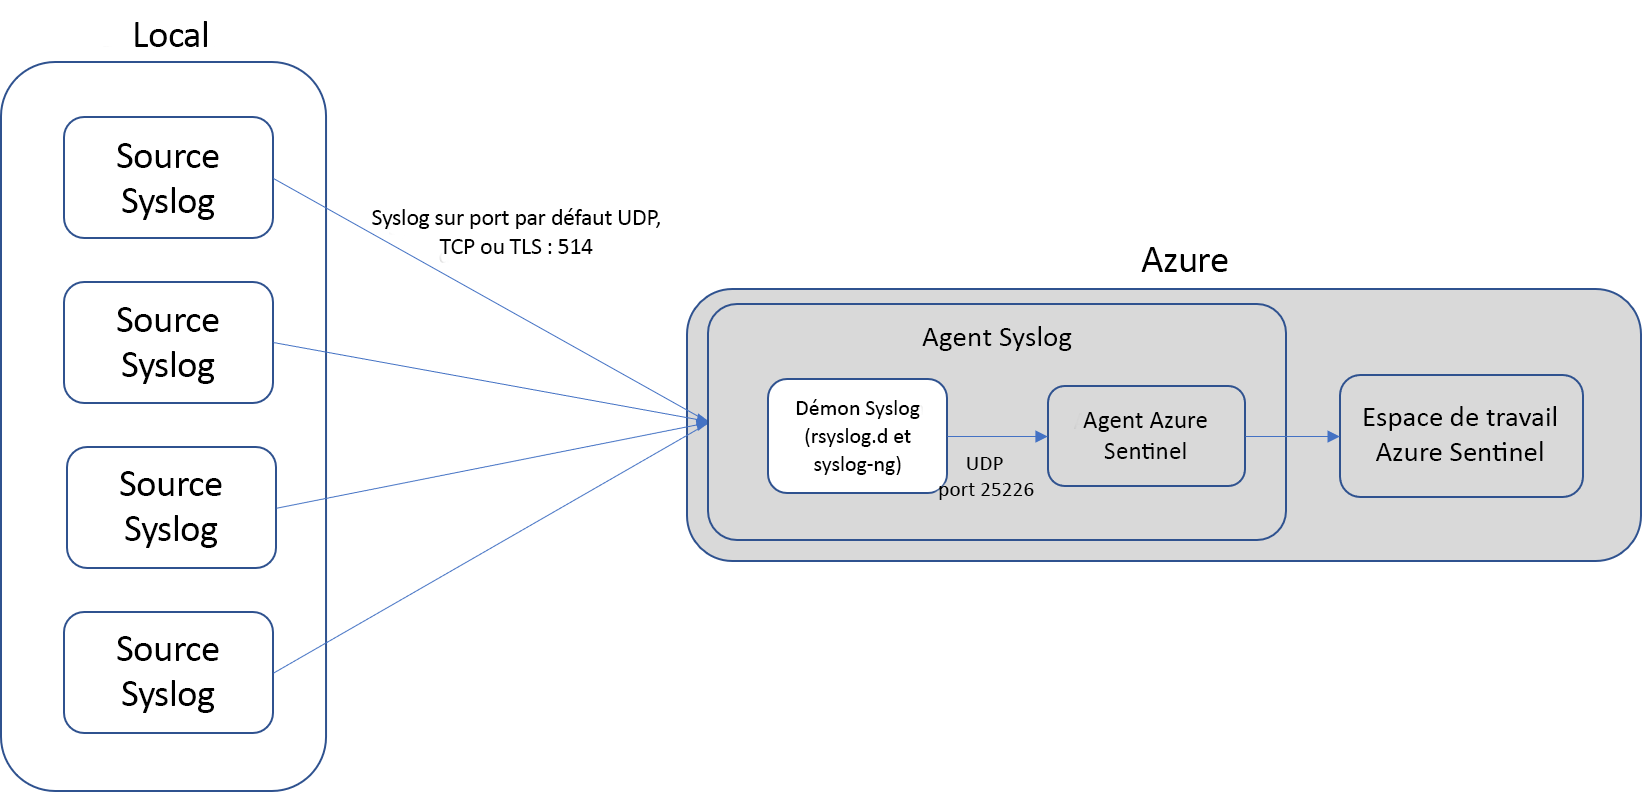 Local
Source
Syslog
Source
Syslog
Source
Syslog
Source
Syslog
Syslog sur port par défaut UDP,
TCP ou TLS : 514
Azure
Agent Syslog
Démon Syslog
(rsyslog.d et
syslog-ng)
UDP
port 25226
Agent Azure
Sentinel
Espace de travail
Azure Sentinel